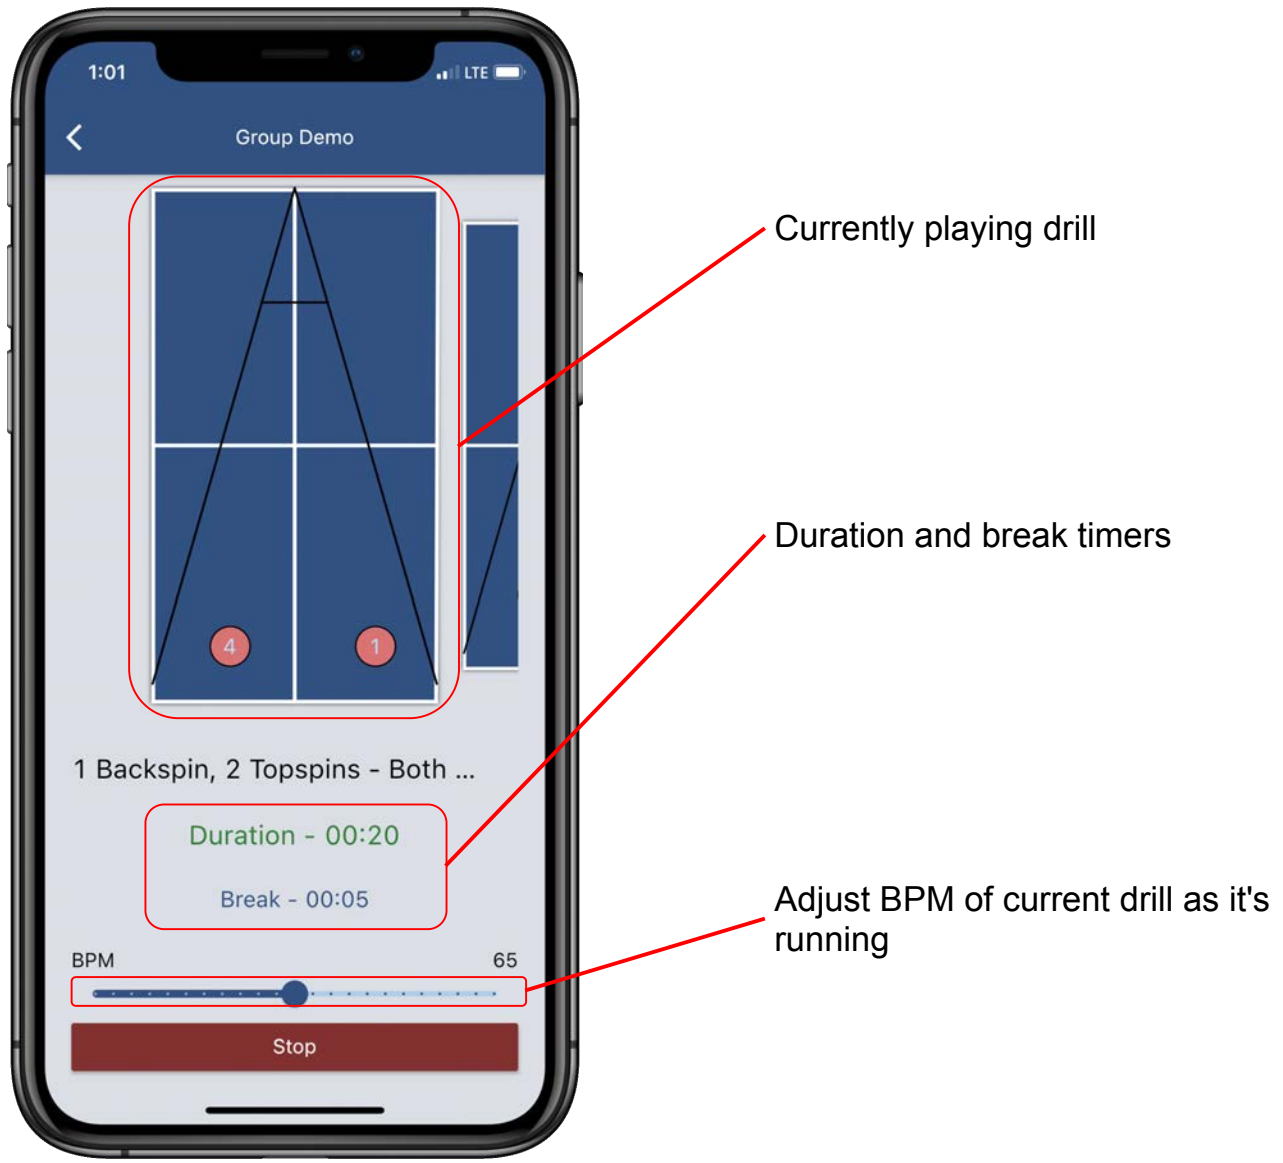 1:01
LTE
Group Demo
Currently playing drill
Duration and break timers
4
1
1 Backspin, 2 Topspins - Both ...
Duration - 00:20
Break - 00:05
Adjust BPM of current drill as it's
running
BPM
65
Stop